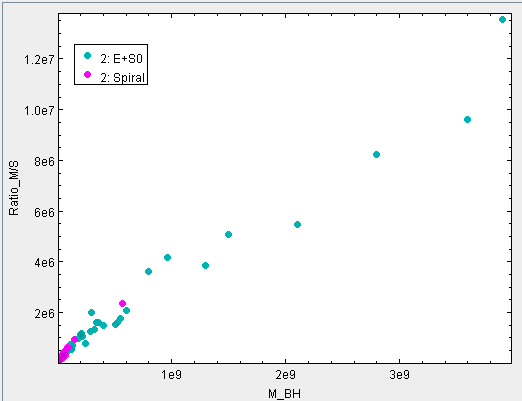 2: E+S0
2: Spiral
Ratio_M/S
1.2e7
1.0e7
8e6
6e6
4e6
2e6
1e9
2e9
3e9
M_BH